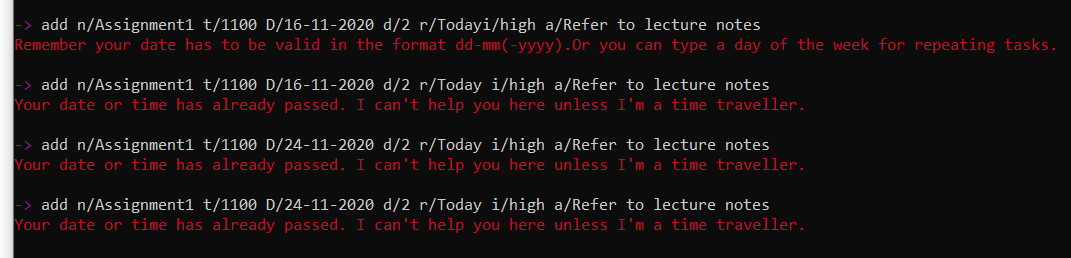 -> add n/Assignment1 t/1100 D/16-11-2020 d/2 r/Todayi/high a/Refer to lecture notes
Remember your date has to be valid in the format dd-mm(-yyyy).Or you can type a day of the week for repeating tasks.
-> add n/Assignment1 t/1100 D/16-11-2020 d/2 r/Today i/high a/Refer to lecture notes
Your date or time has already passed. I can't help you here unless I'm a time traveller.
-> add n/Assignment1 t/1100 D/24-11-2020 d/2 r/Today i/high a/Refer to lecture notes
Your date or time has already passed. I can't help you here unless I'm a time traveller.
-> add n/Assignment1 t/1100 D/24-11-2020 d/2 r/Today i/high a/Refer to lecture notes
Your date or time has already passed. I can't help you here unless I'm a time traveller.